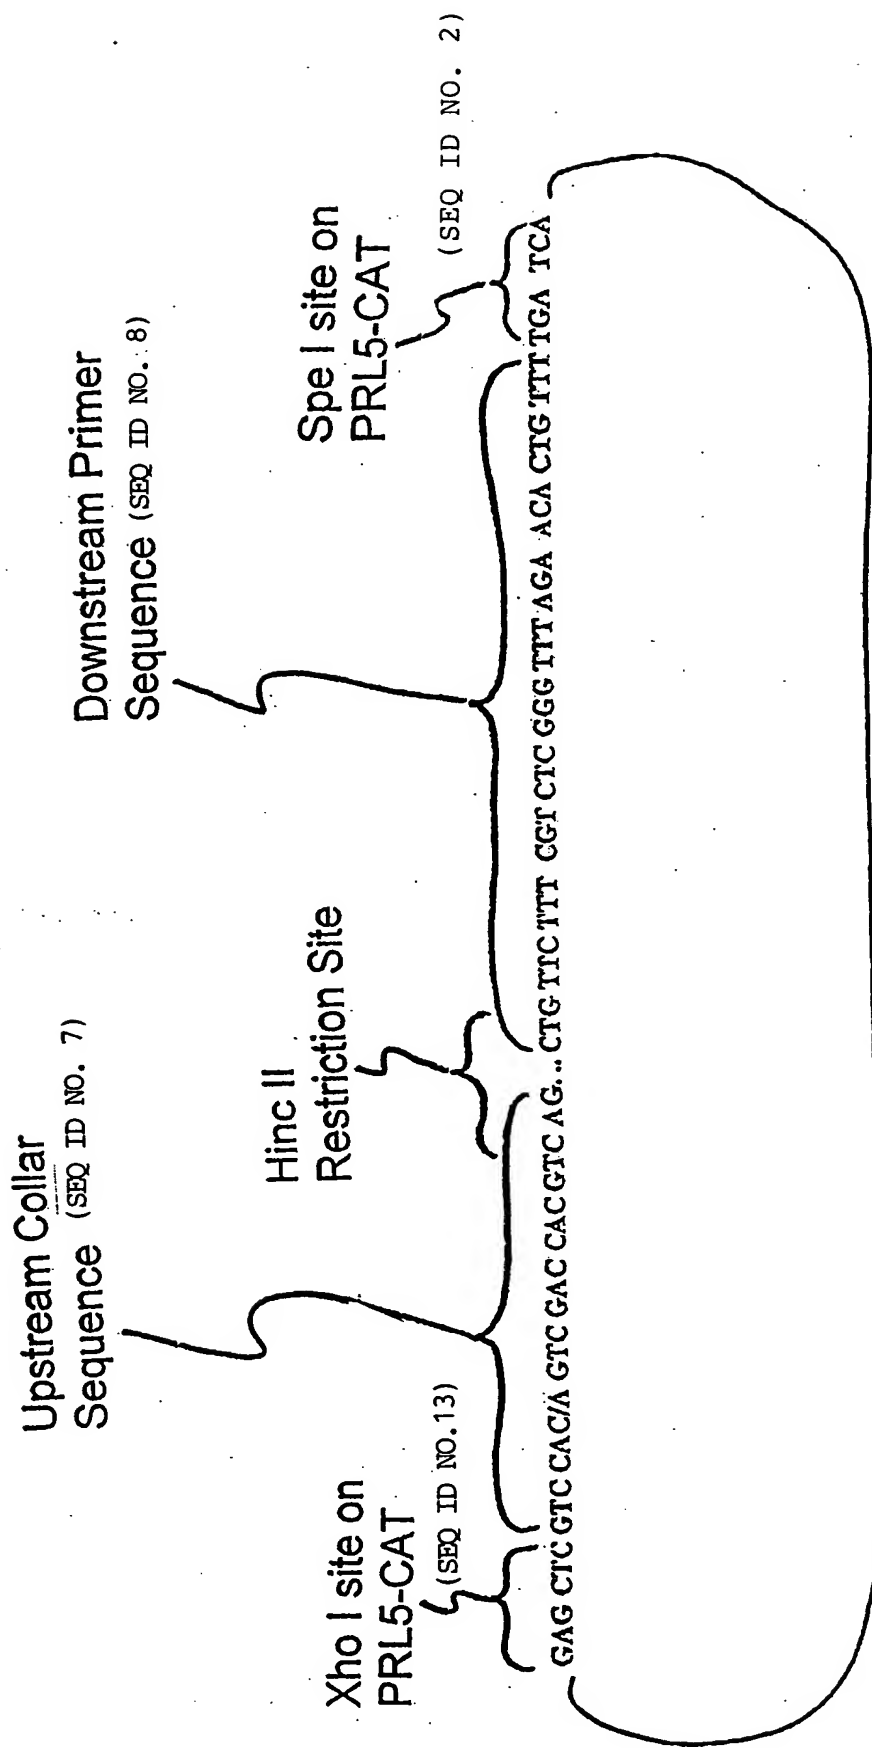 Upstream Collar
Sequence (SEQ ID NO. 7)
Downstream Primer
Sequence (SEQ ID NO. 8)
Xho I site on
PRL5-CAT
(SEQ ID NO.13)
Hinc II
Restriction Site
Spe I site on
PRL5-CAT
(SEQ ID NO. 2)
GAG CTC GTC CAC/A GTC GAC CAC GTC AG... CTG TTC TTT CGT CTC GGG TTT AGA ACA CTG TTT TGA TCA